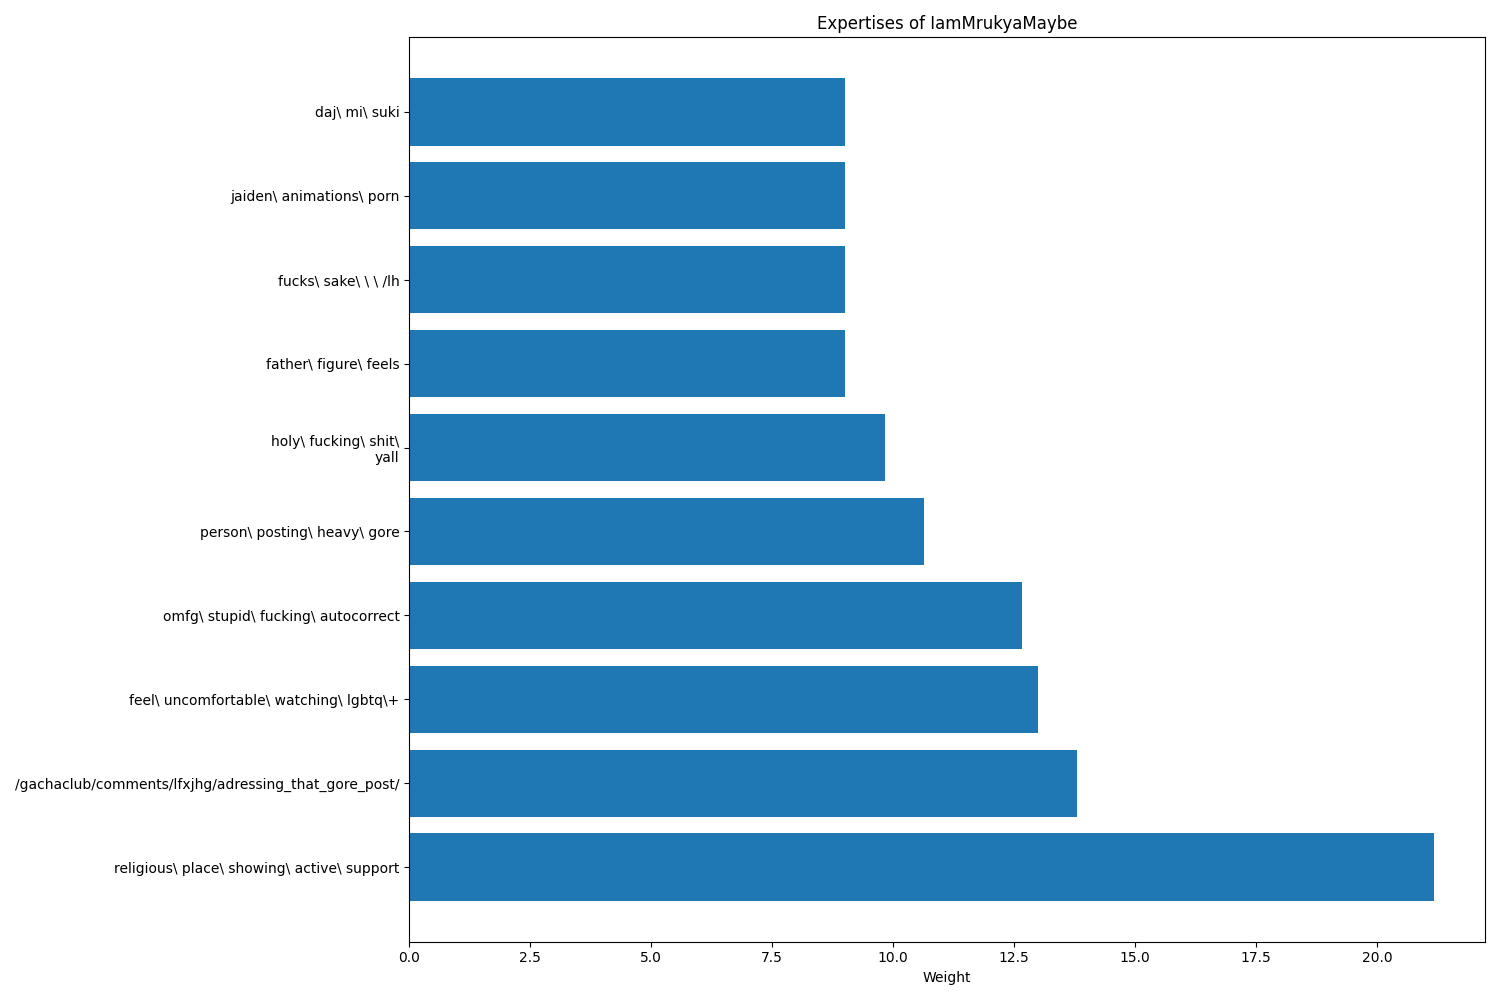 Expertises of IamMrukyaMaybe
daj\ mi\ suki
jaiden\ animations\ porn
fucks\ sake\ \ \ /lh
father\ figure\ feels
holy\ fucking\ shit\
yall
person\ posting\ heavy\ gore
omfg\ stupid\ fucking\ autocorrect
feel\ uncomfortable\ watching\ lgbtq\+
/gachaclub/comments/lfxjhg/adressing_that_gore_post/
religious\ place\ showing\ active\ support
0.0 2.5 5.0 7.5 10.0 12.5 15.0 17.5 20.0
Weight